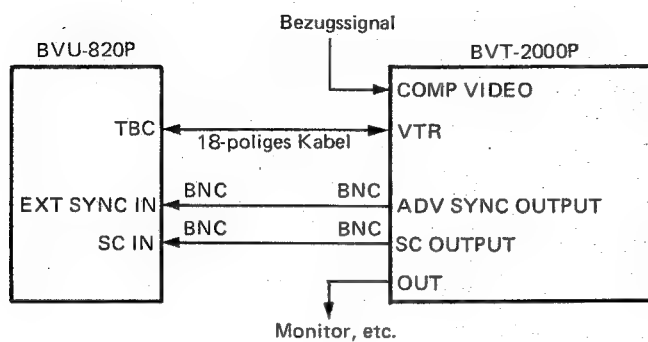 Bezugssignal
BVU-820P
BVT-2000P
COMP VIDEO
TBC
18-poliges Kabel
VTR
EXT SYNC IN
BNC
BNC
ADV SYNC OUTPUT
SC IN
BNC
BNC
SC OUTPUT
OUT
Monitor, etc.